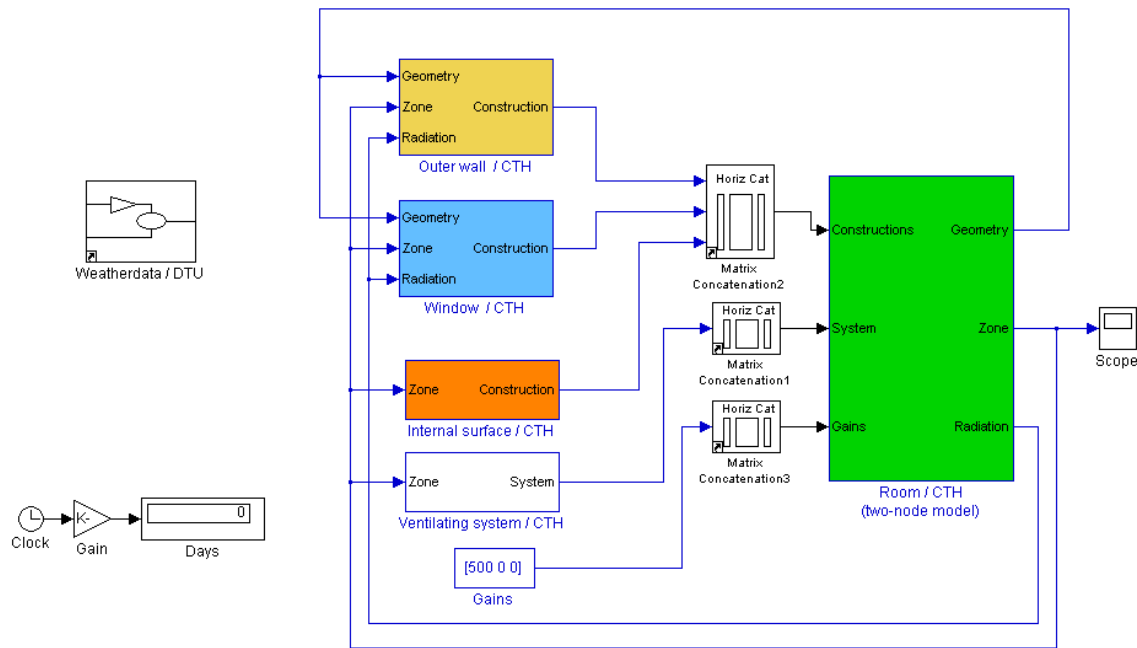 Geometry
Zone Construction
Radiation
Outer wall / CTH
Geometry
Zone Construction
Radiation
Window / CTH
Zone Construction
Internal surface / CTH
Zone System
Ventilating system / CTH
[500 0 0]
Gains
Weatherdata / DTU
Clock
K-
Gain
0
Days
Horiz Cat
Matrix
Concatenation2
Horiz Cat
Matrix
Concatenation1
Horiz Cat
Matrix
Concatenation3
Constructions Geometry
System Zone
Gains Radiation
Room / CTH
(two-node model)
Scope